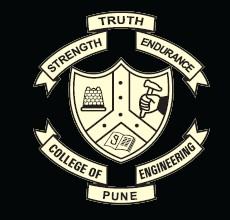 TRUTH
STRENGTH
ENDURANCE
COLLEGE OF
ENGINEERING
PUNE